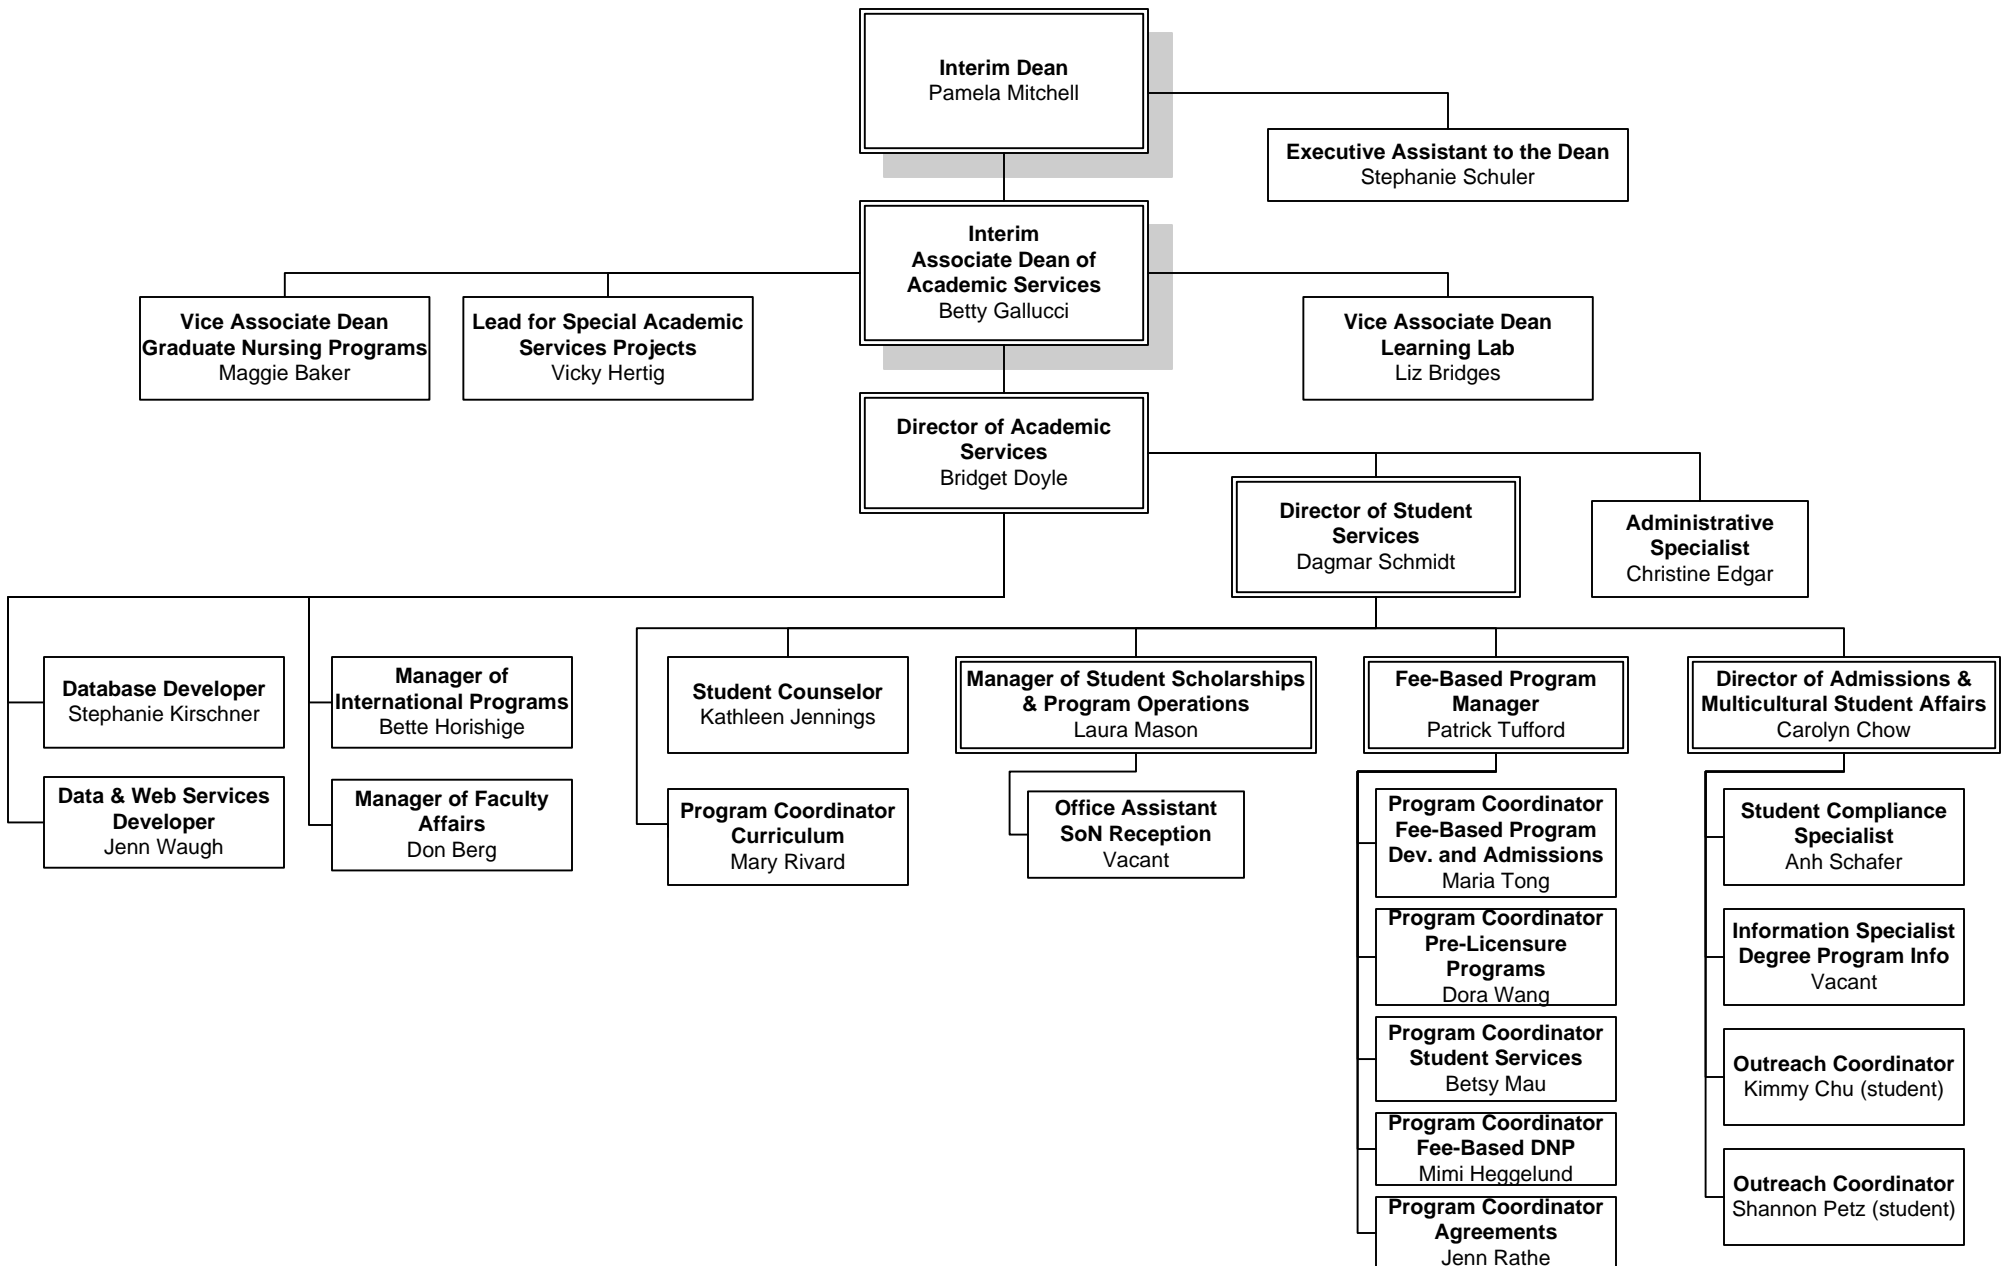 Interim Dean
Pamela Mitchell
Executive Assistant to the Dean
Stephanie Schuler
Interim
Associate Dean of
Academic Services
Betty Gallucci
Vice Associate Dean
Graduate Nursing Programs
Maggie Baker
Lead for Special Academic
Services Projects
Vicky Hertig
Vice Associate Dean
Learning Lab
Liz Bridges
Director of Academic
Services
Bridget Doyle
Director of Student
Services
Dagmar Schmidt
Administrative
Specialist
Christine Edgar
Database Developer
Stephanie Kirschner
Manager of
International Programs
Bette Horishige
Student Counselor
Kathleen Jennings
Manager of Student Scholarships
& Program Operations
Laura Mason
Fee-Based Program
Manager
Patrick Tufford
Director of Admissions &
Multicultural Student Affairs
Carolyn Chow
Data & Web Services
Developer
Jenn Waugh
Manager of Faculty
Affairs
Don Berg
Program Coordinator
Curriculum
Mary Rivard
Office Assistant
SoN Reception
Vacant
Program Coordinator
Fee-Based Program
Dev. and Admissions
Maria Tong
Student Compliance
Specialist
Anh Schafer
Program Coordinator
Pre-Licensure
Programs
Dora Wang
Information Specialist
Degree Program Info
Vacant
Program Coordinator
Student Services
Betsy Mau
Outreach Coordinator
Kimmy Chu (student)
Program Coordinator
Fee-Based DNP
Mimi Heggelund
Outreach Coordinator
Shannon Petz (student)
Program Coordinator
Agreements
Jenn Rathe